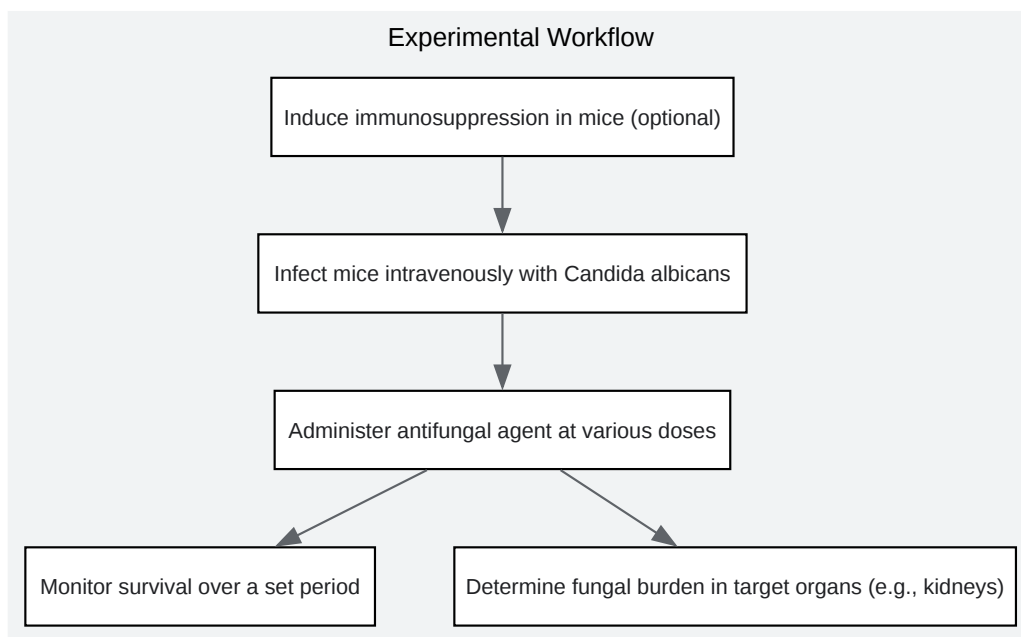 Experimental Workflow
Induce immunosuppression in mice (optional)
Infect mice intravenously with Candida albicans
Administer antifungal agent at various doses
Monitor survival over a set period
Determine fungal burden in target organs (e.g., kidneys)